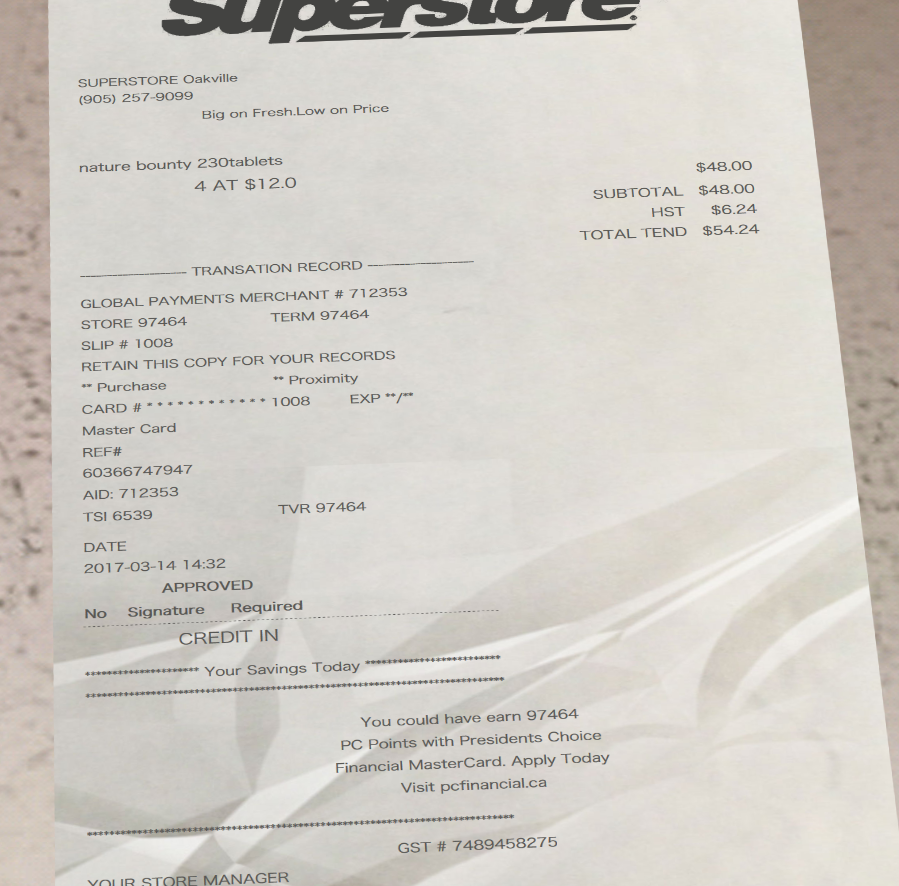 Superstore
SUPERSTORE Oakville
(905) 257-9099
Big on Fresh.Low on Price
nature bounty 230tablets
$48.00
4 AT $12.0
SUBTOTAL $48.00
HST $6.24
TOTAL TEND $54.24
---------------------- TRANSATION RECORD ----------------------
GLOBAL PAYMENTS MERCHANT # 712353
STORE 97464 TERM 97464
SLIP # 1008
RETAIN THIS COPY FOR YOUR RECORDS
** Purchase ** Proximity
CARD # * * * * * * * * * * * * 1008 EXP **/**
Master Card
REF#
60366747947
AID: 712353
TSI 6539 TVR 97464
DATE
2017-03-14 14:32
APPROVED
No Signature Required
CREDIT IN
********************* Your Savings Today *************************
You could have earn 97464
PC Points with Presidents Choice
Financial MasterCard. Apply Today
Visit pcfinancial.ca
GST # 7489458275
YOUR STORE MANAGER